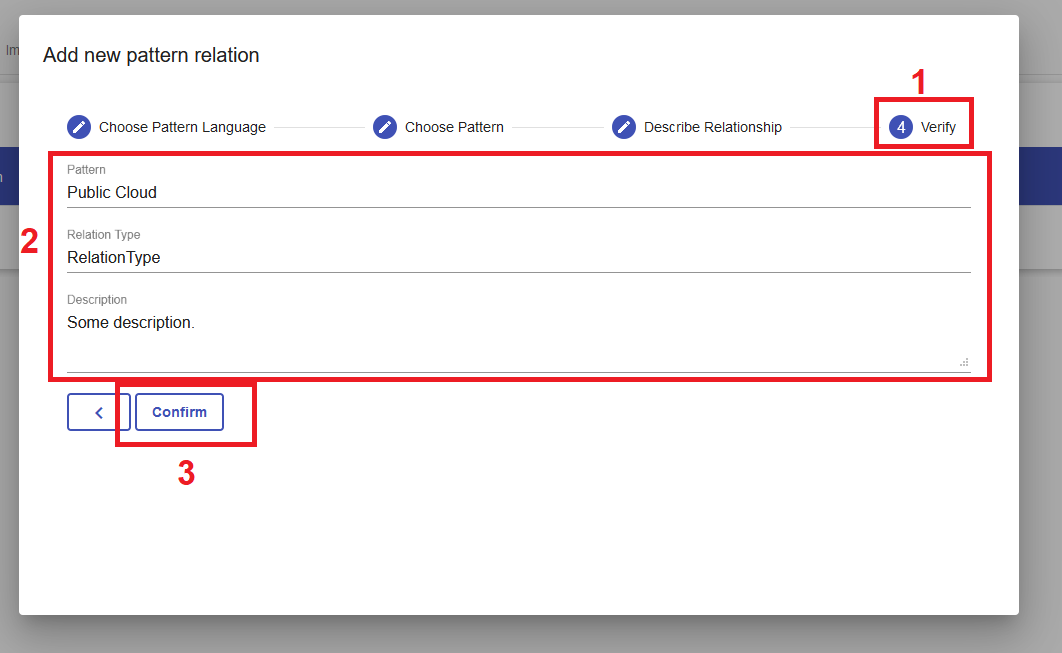 Im
Add new pattern relation
1
Choose Pattern Language
Choose Pattern
Describe Relationship
4 Verify
2
Pattern
Public Cloud
Relation Type
RelationType
Description
Some description.
Confirm
3